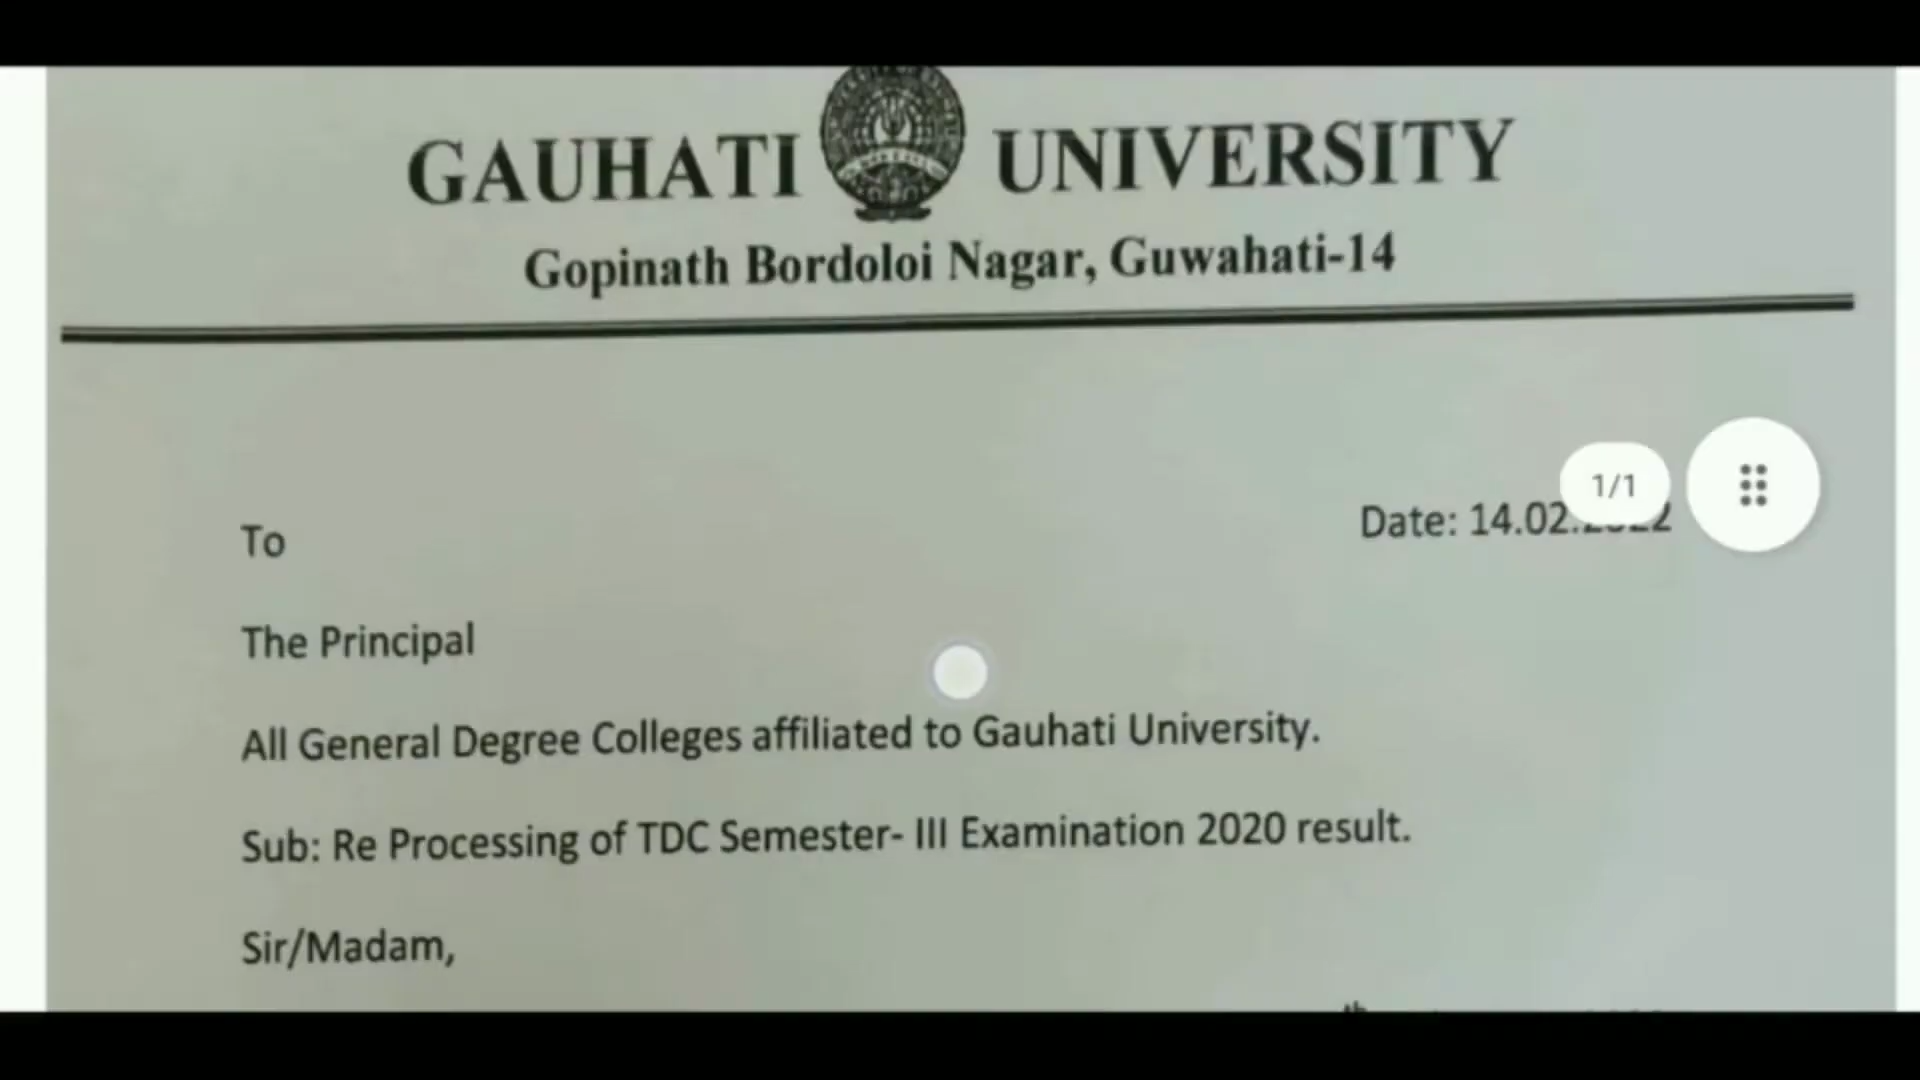 GAUHATI UNIVERSITY
Gopinath Bordoloi Nagar, Guwahati-14
1/1
Date: 14.02.2022
To
The Principal
All General Degree Colleges affiliated to Gauhati University.
Sub: Re Processing of TDC Semester- III Examination 2020 result.
Sir/Madam,